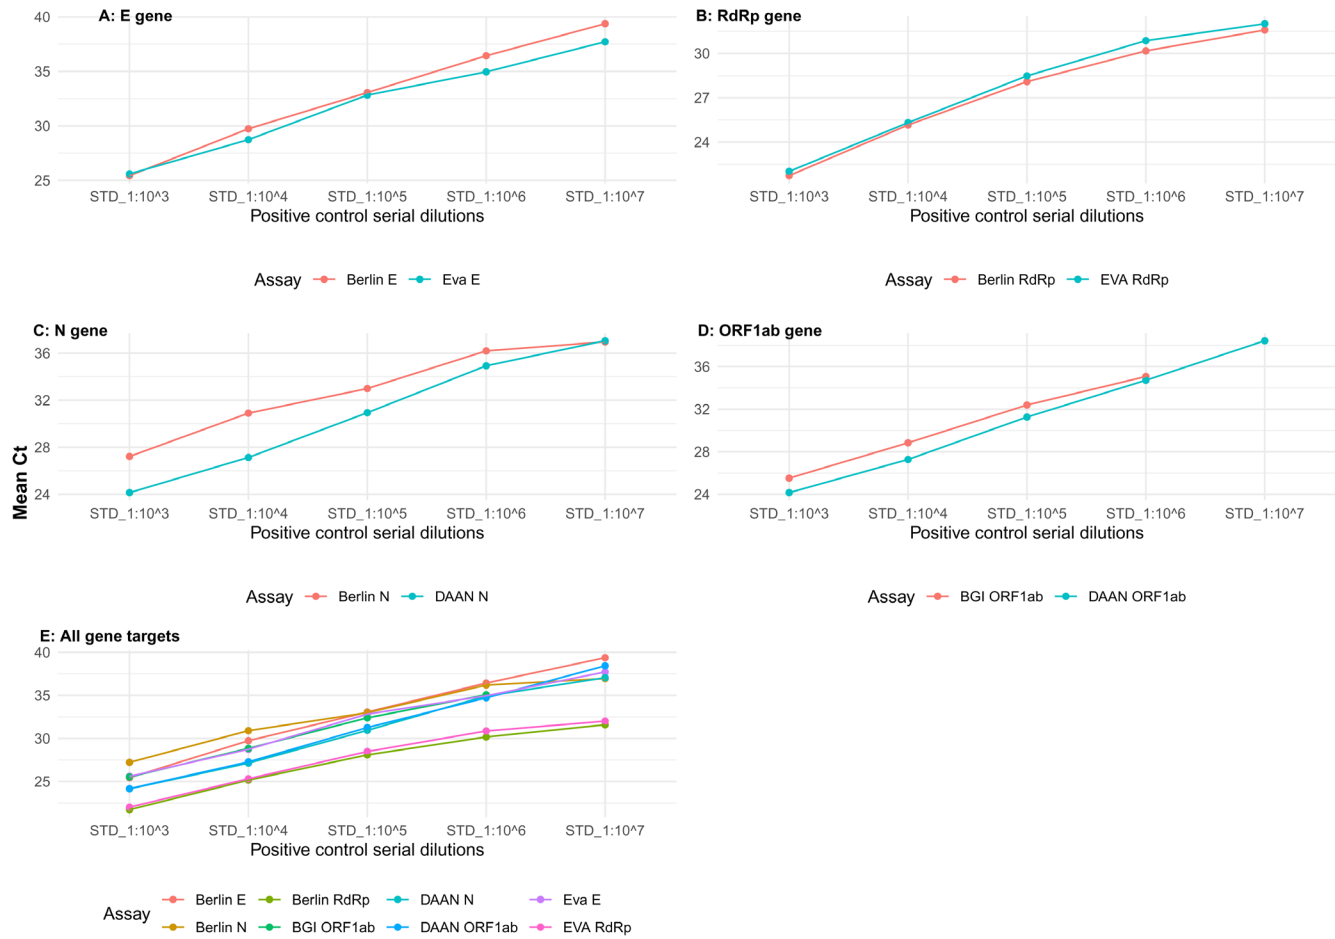 A: E gene
40
35
30
25
STD_1:10^3 STD_1:10^4 STD_1:10^5 STD_1:10^6 STD_1:10^7
Positive control serial dilutions
Assay Berlin E Eva E
B: RdRp gene
30
27
24
STD_1:10^3 STD_1:10^4 STD_1:10^5 STD_1:10^6 STD_1:10^7
Positive control serial dilutions
Assay Berlin RdRp EVA RdRp
Mean Ct
C: N gene
36
32
28
24
STD_1:10^3 STD_1:10^4 STD_1:10^5 STD_1:10^6 STD_1:10^7
Positive control serial dilutions
Assay Berlin N DAAN N
D: ORF1ab gene
36
32
28
24
STD_1:10^3 STD_1:10^4 STD_1:10^5 STD_1:10^6 STD_1:10^7
Positive control serial dilutions
Assay BGI ORF1ab DAAN ORF1ab
E: All gene targets
40
35
30
25
STD_1:10^3 STD_1:10^4 STD_1:10^5 STD_1:10^6 STD_1:10^7
Positive control serial dilutions
Assay
Berlin E Berlin RdRp DAAN N Eva E
Berlin N BGI ORF1ab DAAN ORF1ab EVA RdRp